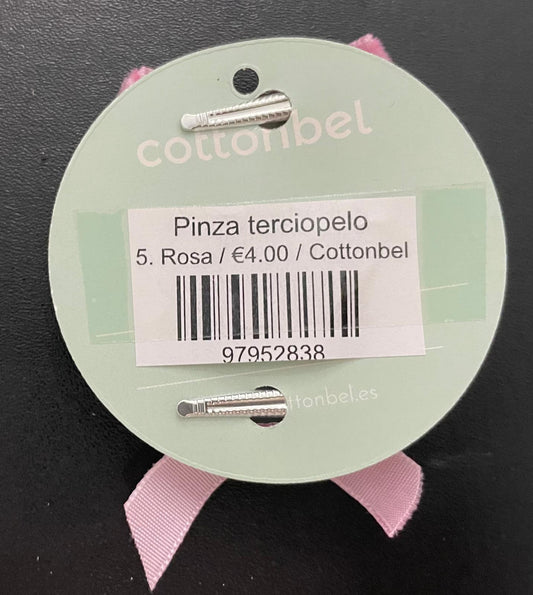 cottonbel
Pinza terciopelo
5. Rosa / €4.00 / Cottonbel
97952838
ttonbel.es